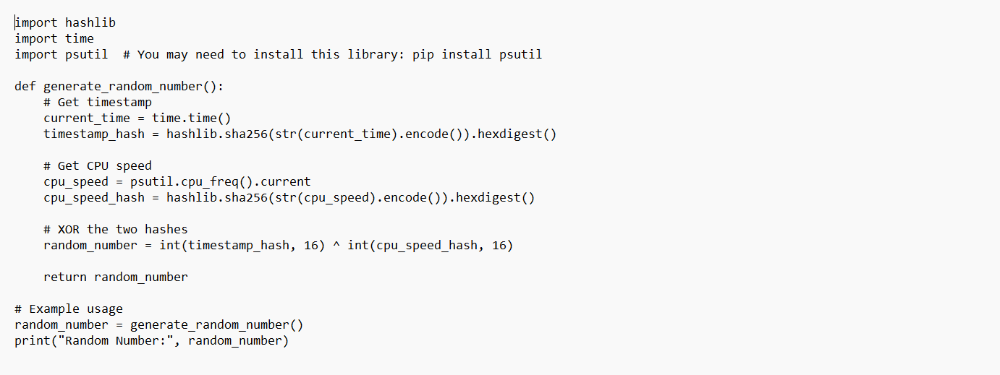 import hashlib
import time
import psutil  # You may need to install this library: pip install psutil

def generate_random_number():
    # Get timestamp
    current_time = time.time()
    timestamp_hash = hashlib.sha256(str(current_time).encode()).hexdigest()

    # Get CPU speed
    cpu_speed = psutil.cpu_freq().current
    cpu_speed_hash = hashlib.sha256(str(cpu_speed).encode()).hexdigest()

    # XOR the two hashes
    random_number = int(timestamp_hash, 16) ^ int(cpu_speed_hash, 16)

    return random_number

# Example usage
random_number = generate_random_number()
print("Random Number:", random_number)